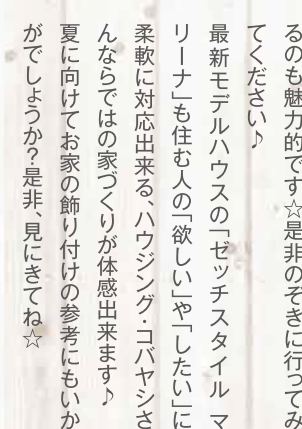 るのも魅力的です☆是非のぞきに行ってみ
てください♪
最新モデルハウスの「ゼッチスタイル マ
リーナ」も住む人の「欲しい」や「したい」に
柔軟に対応出来る、ハウジング・コバヤシさ
んならではの家づくりが体感出来ます♪
夏に向けてお家の飾り付けの参考にもいか
がでしょうか？是非、見にきてね☆